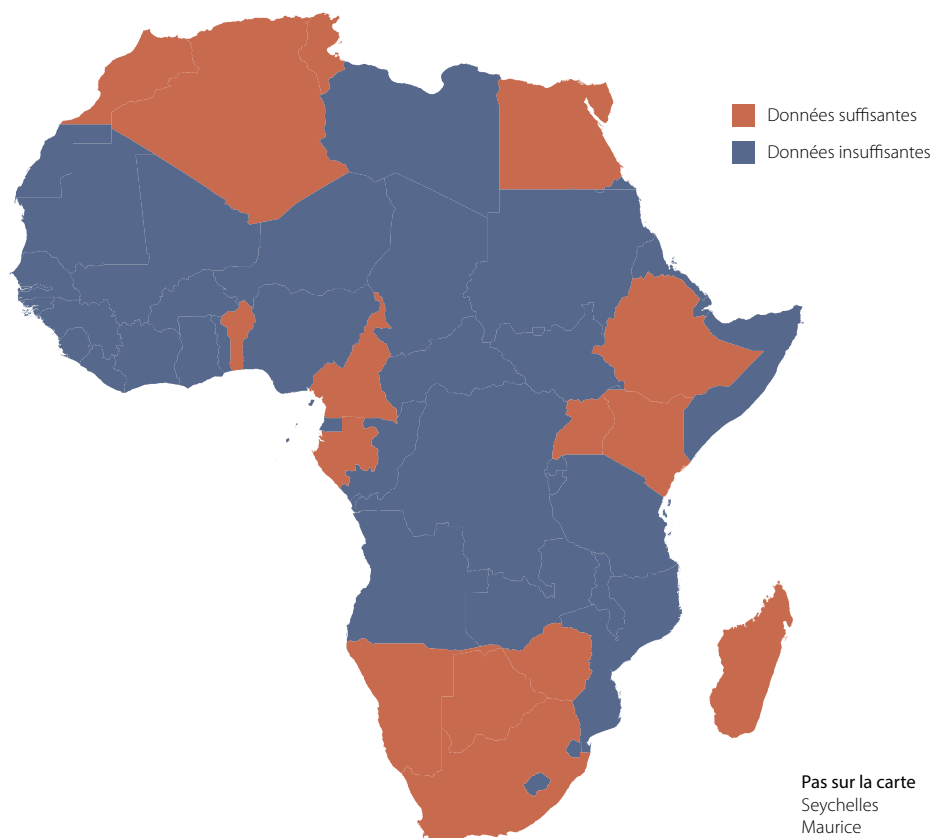 Données suffisantes
Données insuffisantes
Pas sur la carte
Seychelles
Maurice